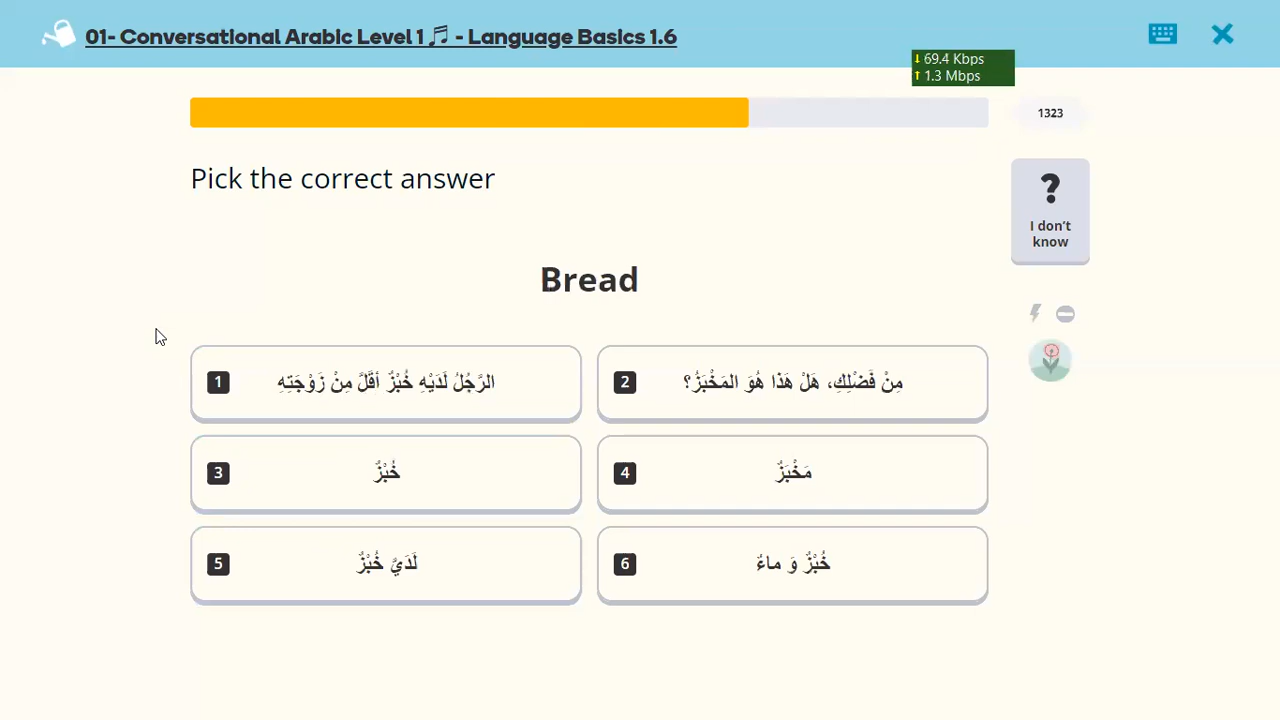 01- Conversational Arabic Level 1 🎵 - Language Basics 1.6
↓ 69.4 Kbps
↑ 1.3 Mbps
1323
Pick the correct answer
?
I don't
know
Bread
1 الرَّجُلُ لَدَيْهِ خُبْزٌ أقَلَّ مِنْ زَوْجَتِهِ
2 مِنْ فَضْلِكِ، هَلْ هَذا هُوَ المَخْبَزُ؟
3 خُبْزٌ
4 مَخْبَزٌ
5 لَدَيَّ خُبْزٌ
6 خُبْزٌ وَ ماءٌ